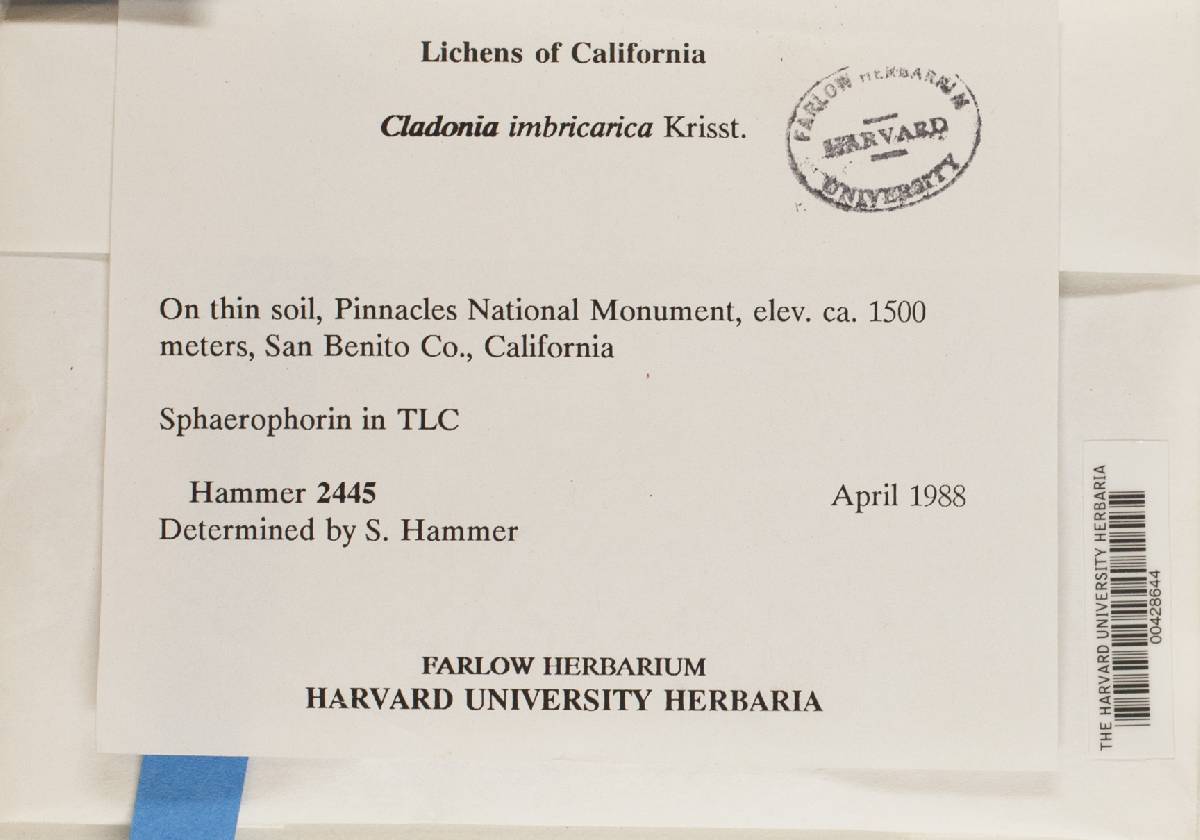 Lichens of California
Cladonia imbricarica Krisst.
FARLOW HERBARIUM
HARVARD
UNIVERSITY
On thin soil, Pinnacles National Monument, elev. ca. 1500
meters, San Benito Co., California
Sphaerophorin in TLC
Hammer 2445
April 1988
Determined by S. Hammer
FARLOW HERBARIUM
HARVARD UNIVERSITY HERBARIA
THE HARVARD UNIVERSITY HERBARIA
00428644